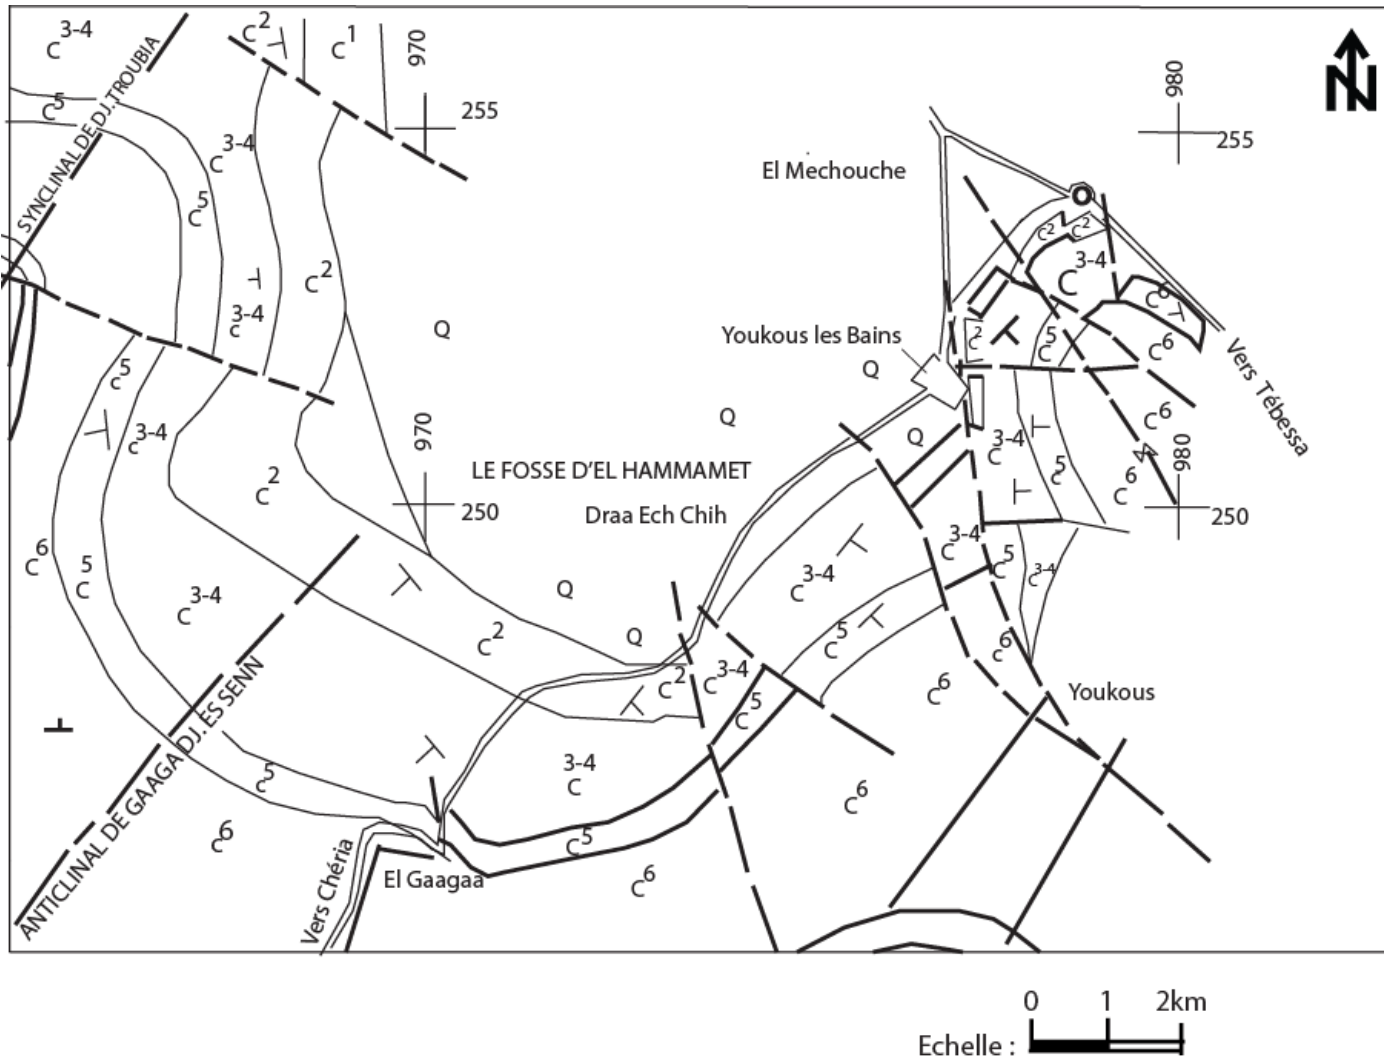 C3-4
C2
C1
970
980
N
SYNCLINAL DE DJ.TROUBIA
C5
255
255
C3-4
El Mechouche
C5
C2
C2
C3-4
C2
C6
C3-4
Q
Youkous les Bains
C2
C5
C6
Vers Tébessa
C5
Q
C3-4
970
Q
Q
C6
C3-4
980
C2
LE FOSSE D'EL HAMMAMET
C5
C6
250
Draa Ech Chih
250
C6
C5
C3-4
C3-4
C3-4
C5
C3-4
Q
C2
Q
C5
C6
C2
C3-4
C6
Youkous
C5
ANTICLINAL DE GAAGA DJ. ES SENN
C5
C3-4
C6
C6
C5
El Gaagaa
C6
Vers Chéria
0 1 2km
Echelle :